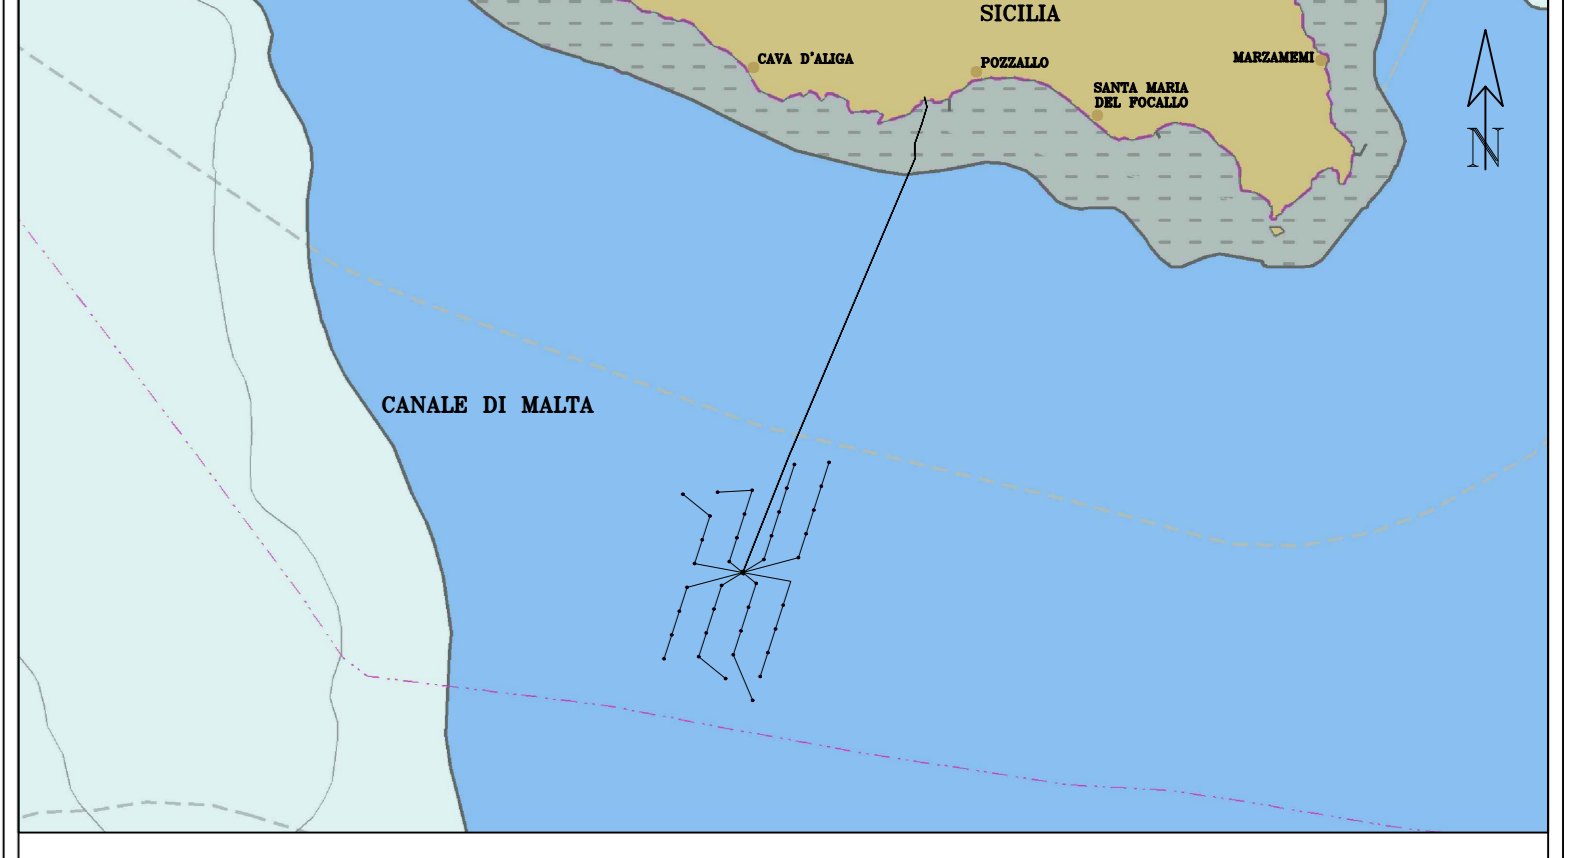 SICILIA
CAVA D'ALIGA
POZZALLO
MARZAMEMI
SANTA MARIA
DEL FOCALLO
N
CANALE DI MALTA